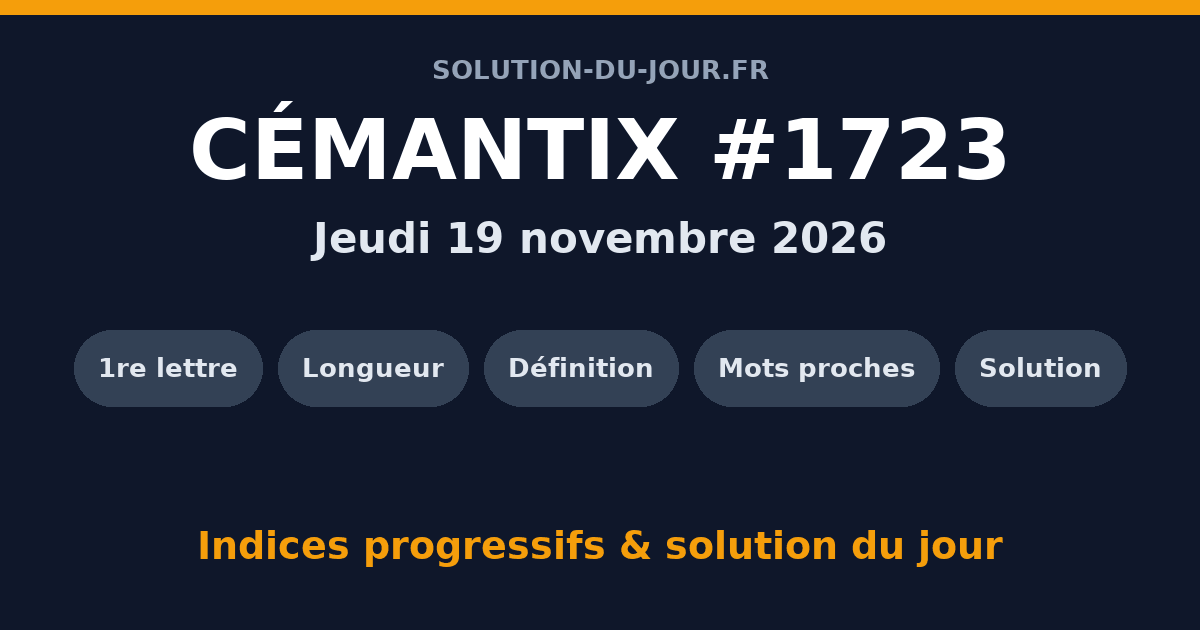 SOLUTION-DU-JOUR.FR
CÉMANTIX #1723
Jeudi 19 novembre 2026
1re lettre Longueur Définition Mots proches Solution
Indices progressifs & solution du jour